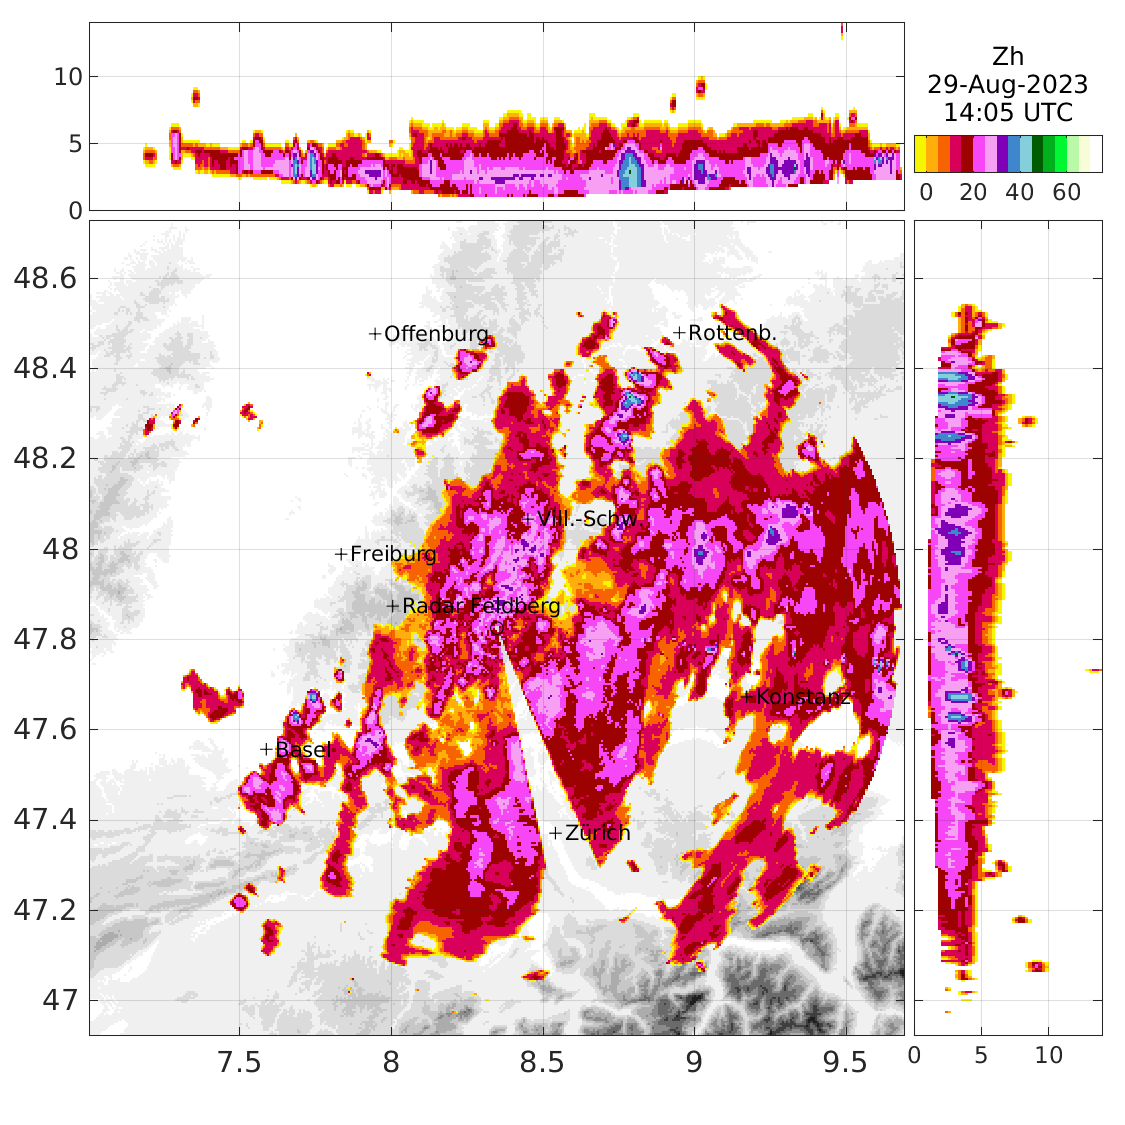 Zh
29-Aug-2023
14:05 UTC
0 20 40 60
10
5
0
48.6
48.4
48.2
48
47.8
47.6
47.4
47.2
47
+Offenburg
+Rottenb.
+Vill.-Schw.
+Freiburg
+Radar Feldberg
+Konstanz
+Basel
+Zürich
7.5 8 8.5 9 9.5
0 5 10